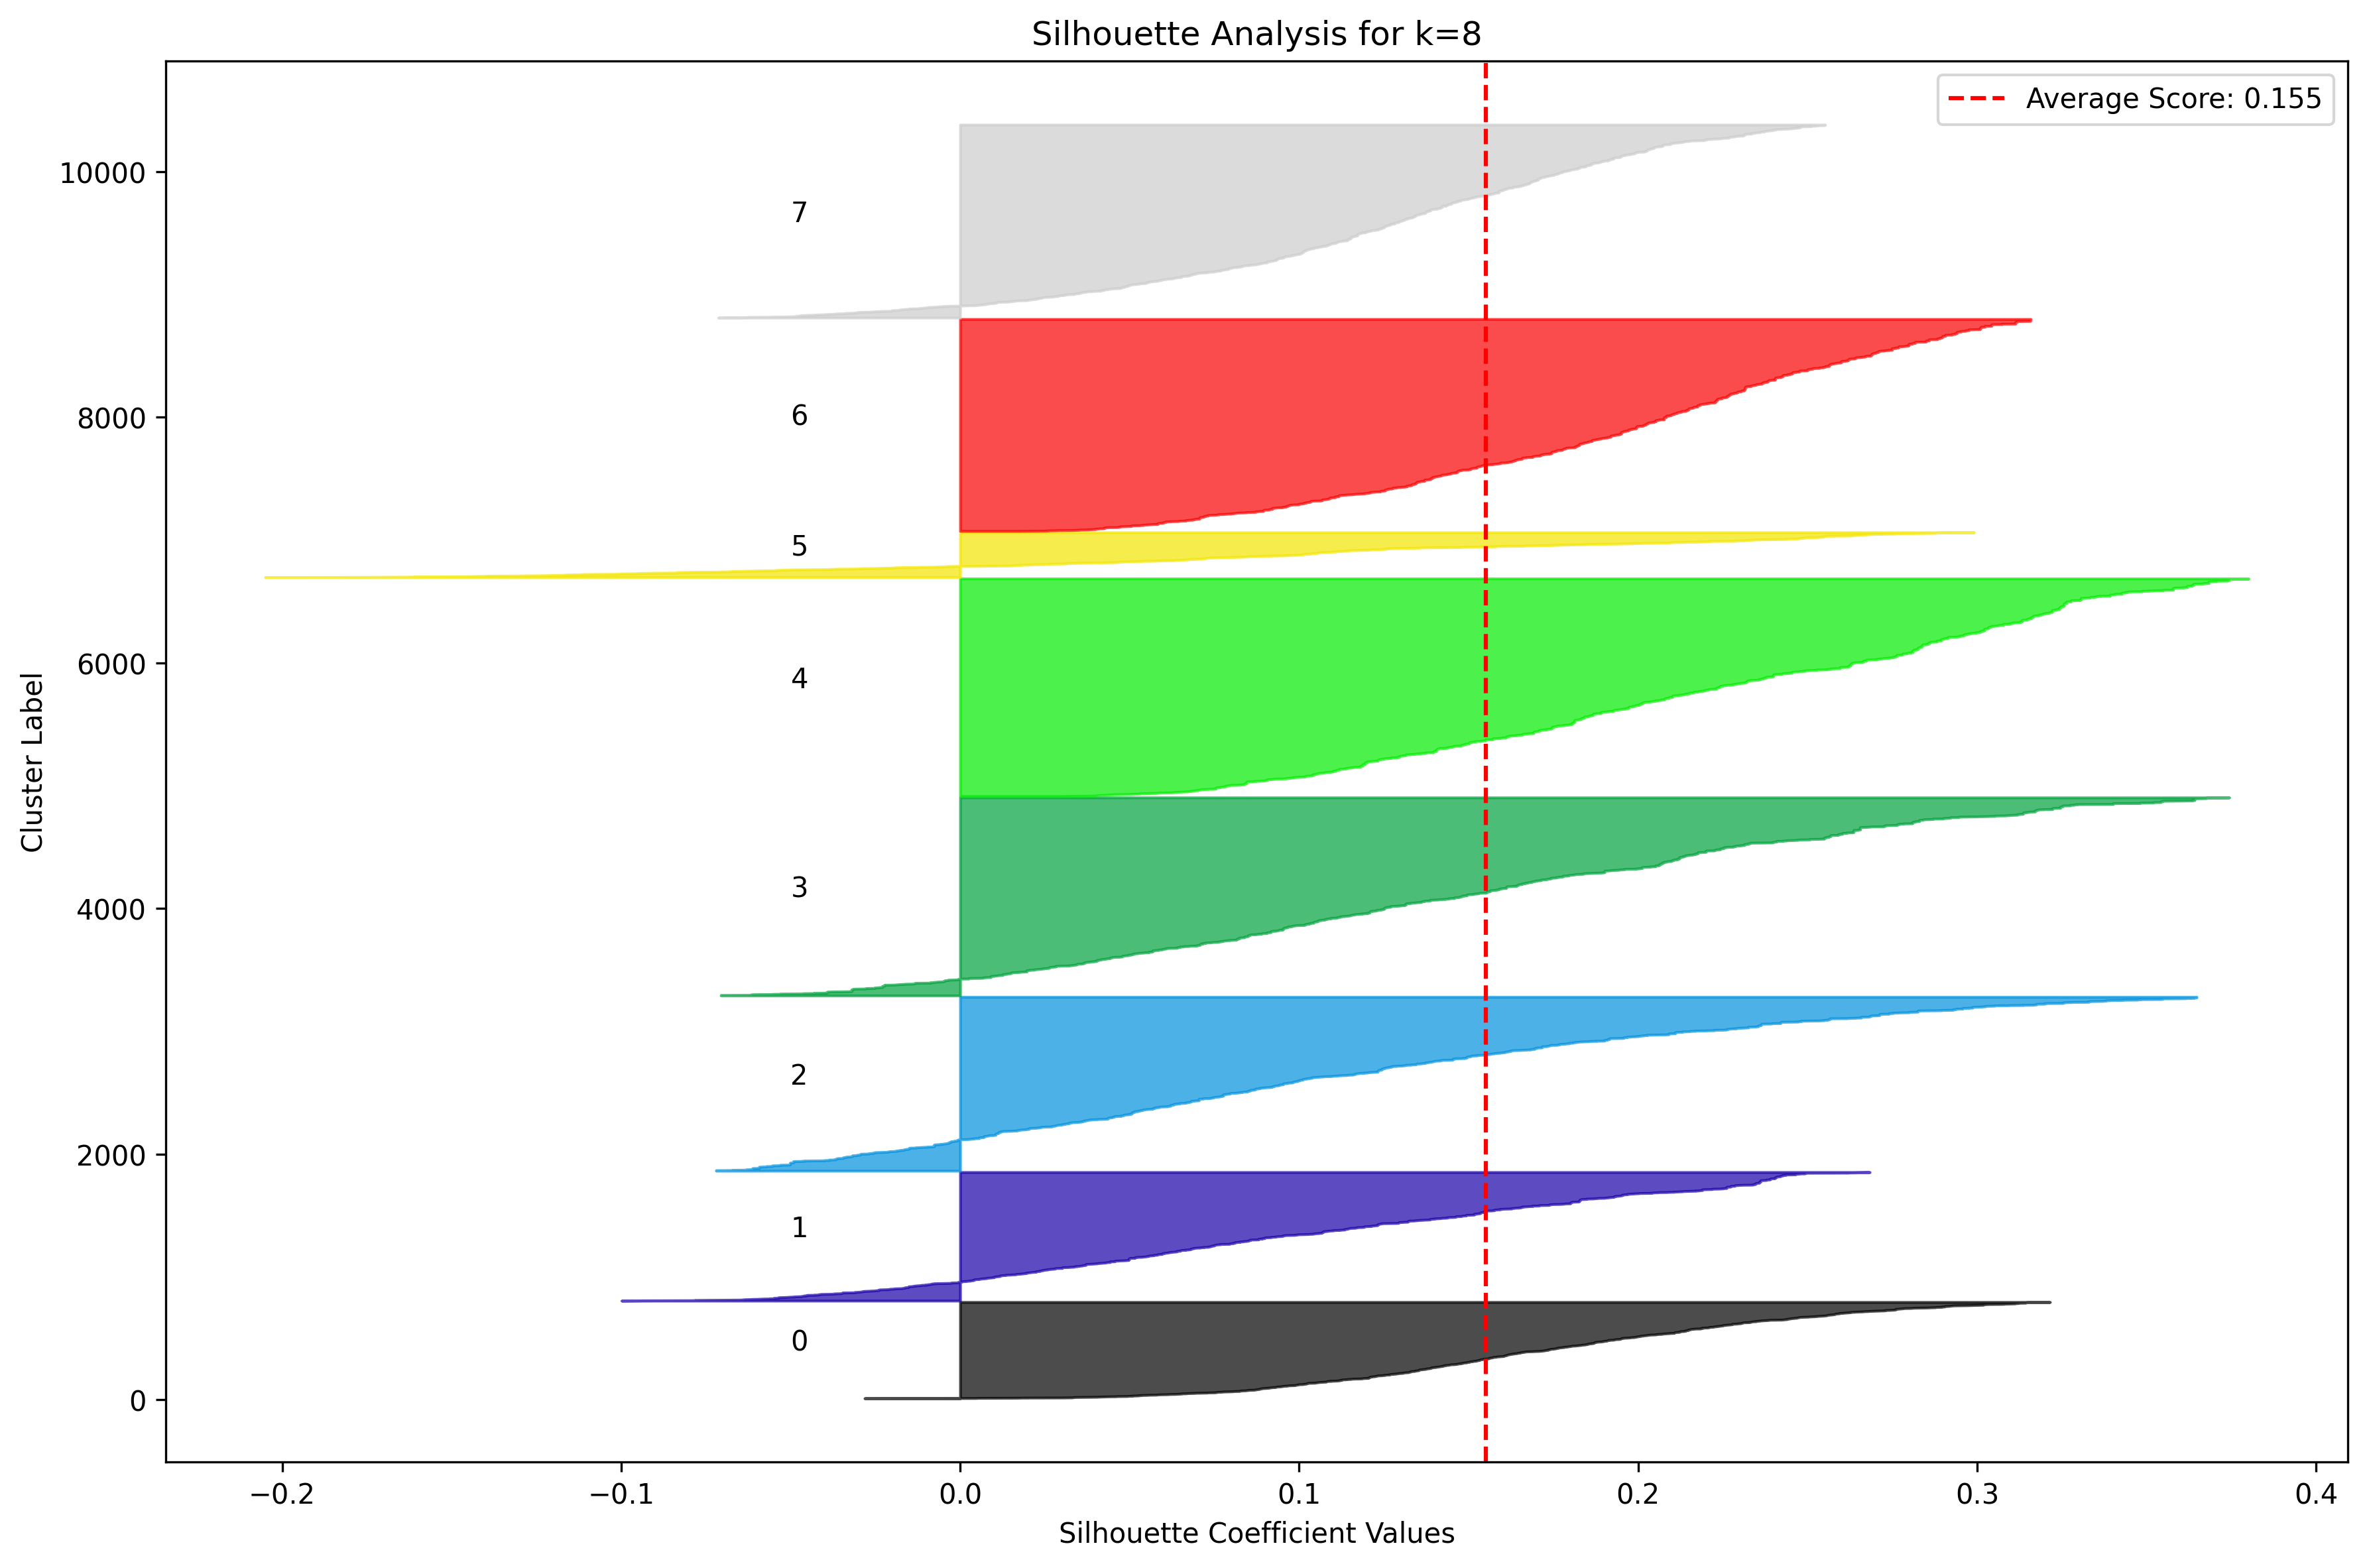 Silhouette Analysis for k=8
Average Score: 0.155
10000
8000
6000
4000
2000
0
Cluster Label
7
6
5
4
3
2
1
0
−0.2 −0.1 0.0 0.1 0.2 0.3 0.4
Silhouette Coefficient Values